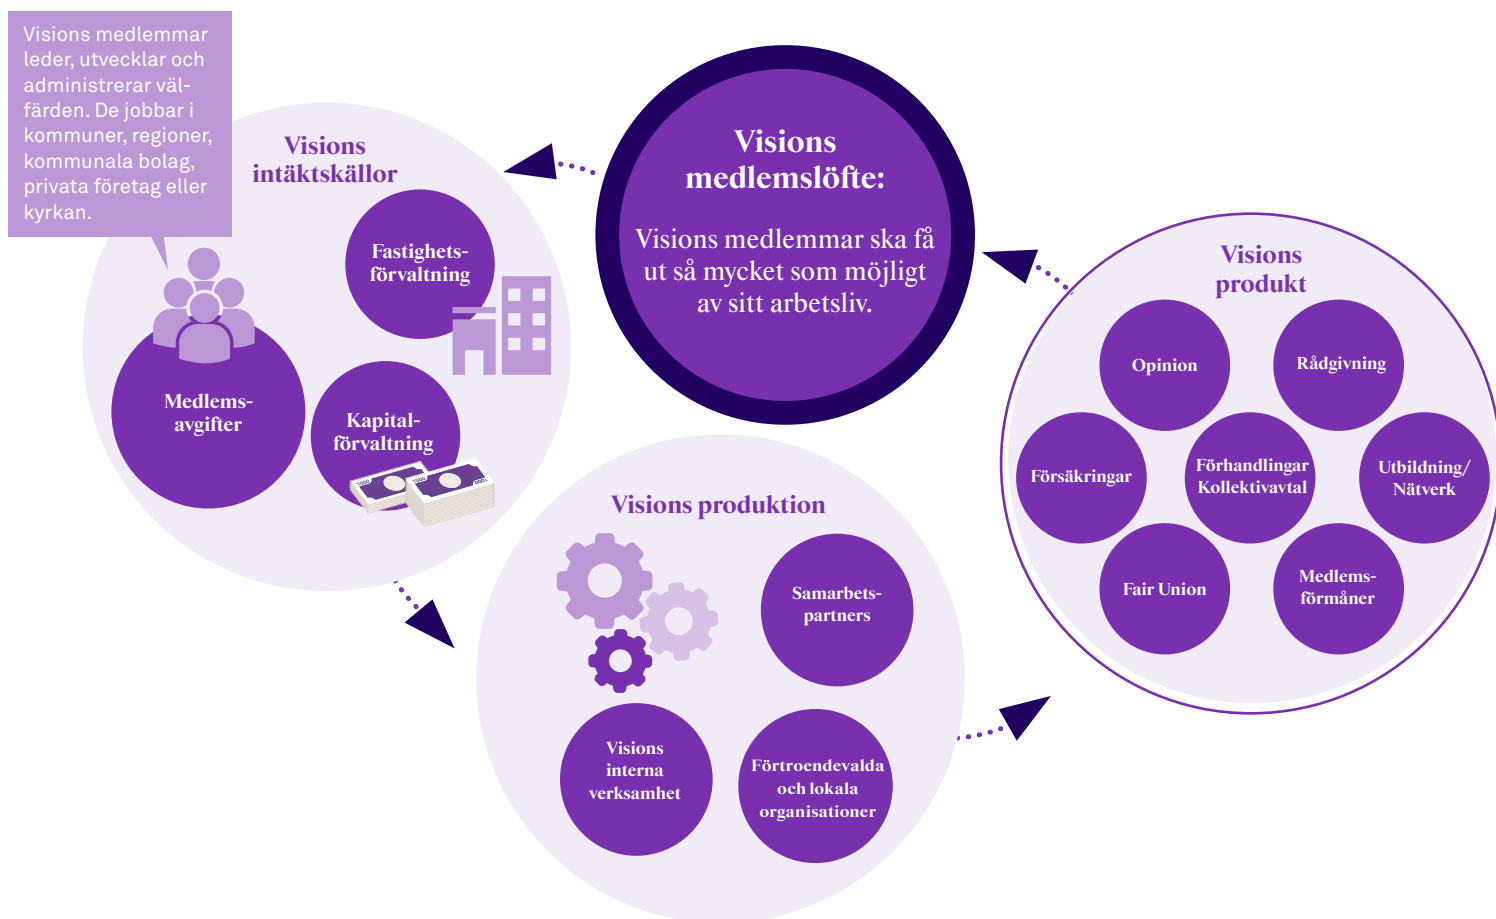 Visions medlemmar
leder, utvecklar och
administrerar väl-
färden. De jobbar i
kommuner, regioner,
kommunala bolag,
privata företag eller
kyrkan.
Visions
intäktskällor
Fastighets-
förvaltning
Medlems-
avgifter
Kapital-
förvaltning
1000
1000
1000
Visions
medlemslöfte:
Visions medlemmar ska få
ut så mycket som möjligt
av sitt arbetsliv.
Visions produktion
Samarbets-
partners
Visions
interna
verksamhet
Förtroendevalda
och lokala
organisationer
Visions
produkt
Opinion
Rådgivning
Försäkringar
Förhandlingar
Kollektivavtal
Utbildning/
Nätverk
Fair Union
Medlems-
förmåner